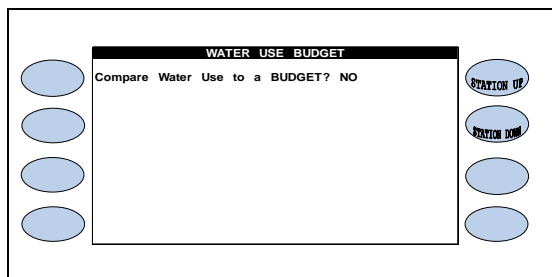 WATER USE BUDGET
Compare Water Use to a BUDGET? NO
STATION UP
STATION DOWN